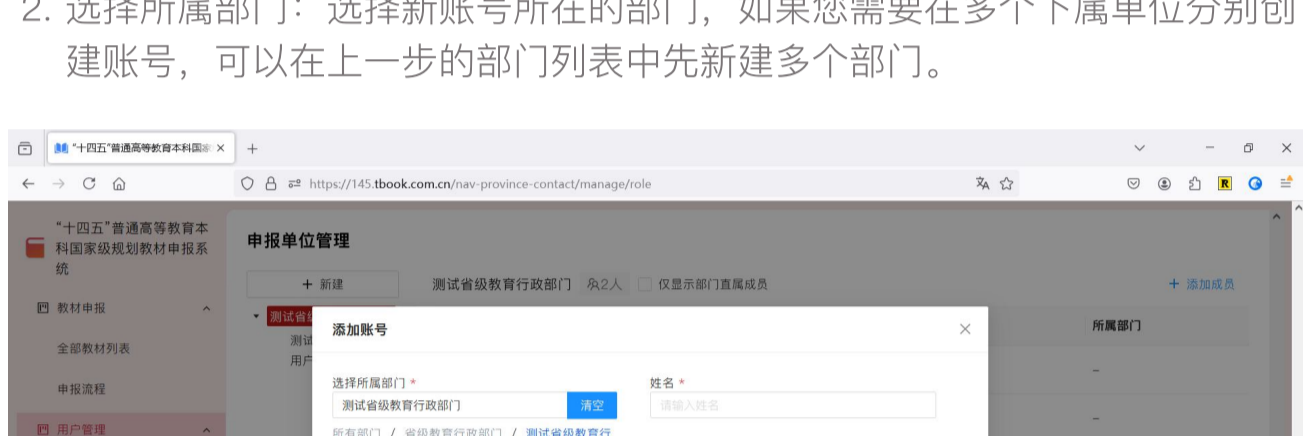 2. 选择所属部门：选择新账号所在的部门，如果您需要在多个下属单位分别创
建账号，可以在上一步的部门列表中先新建多个部门。
“十四五”普通高等教育本科国
https://145.tbook.com.cn/nav-province-contact/manage/role
“十四五”普通高等教育本
科国家级规划教材申报系
统
申报单位管理
+ 新建
测试省级教育行政部门 2人 仅显示部门直属成员
+ 添加成员
教材申报
测试省
添加账号
所属部门
全部教材列表
测试
用户
选择所属部门 *
姓名 *
-
申报流程
测试省级教育行政部门
清空
请输入姓名
用户管理
所有部门 / 省级教育行政部门 / 测试省级教育行
-